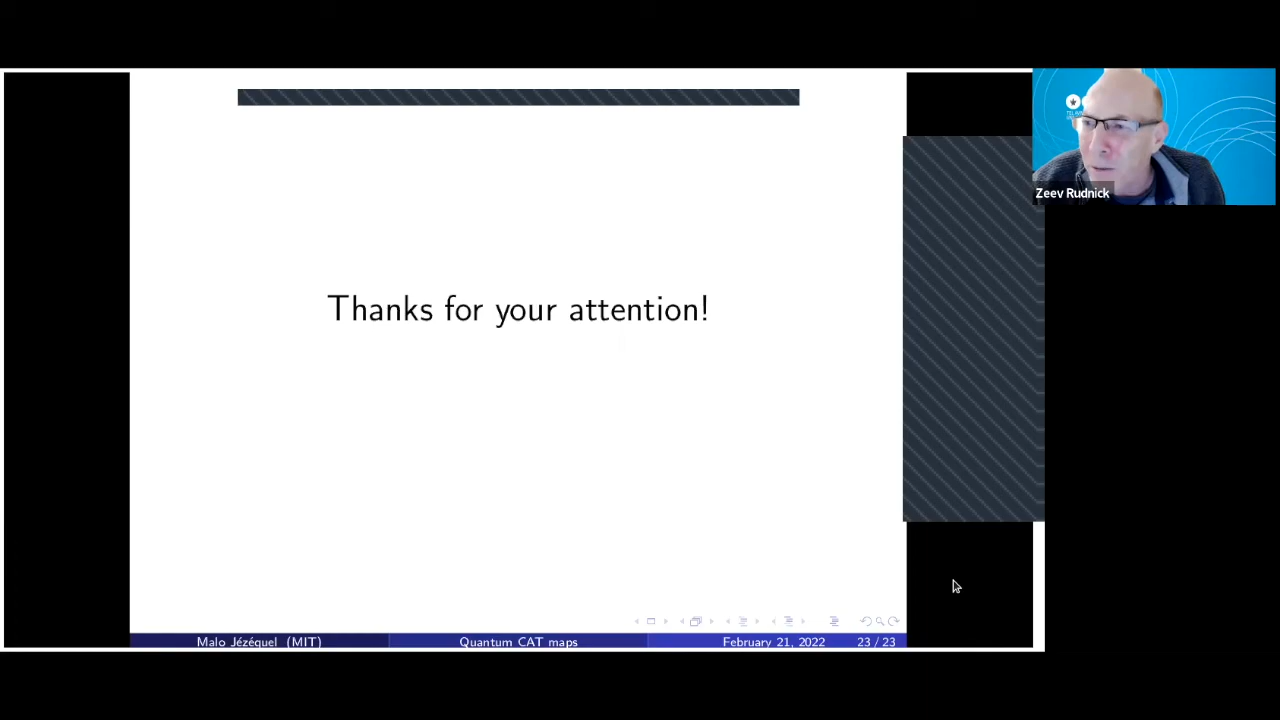 Thanks for your attention!
Zeev Rudnick
Malo Jézéquel (MIT) Quantum CAT maps February 21, 2022 23 / 23